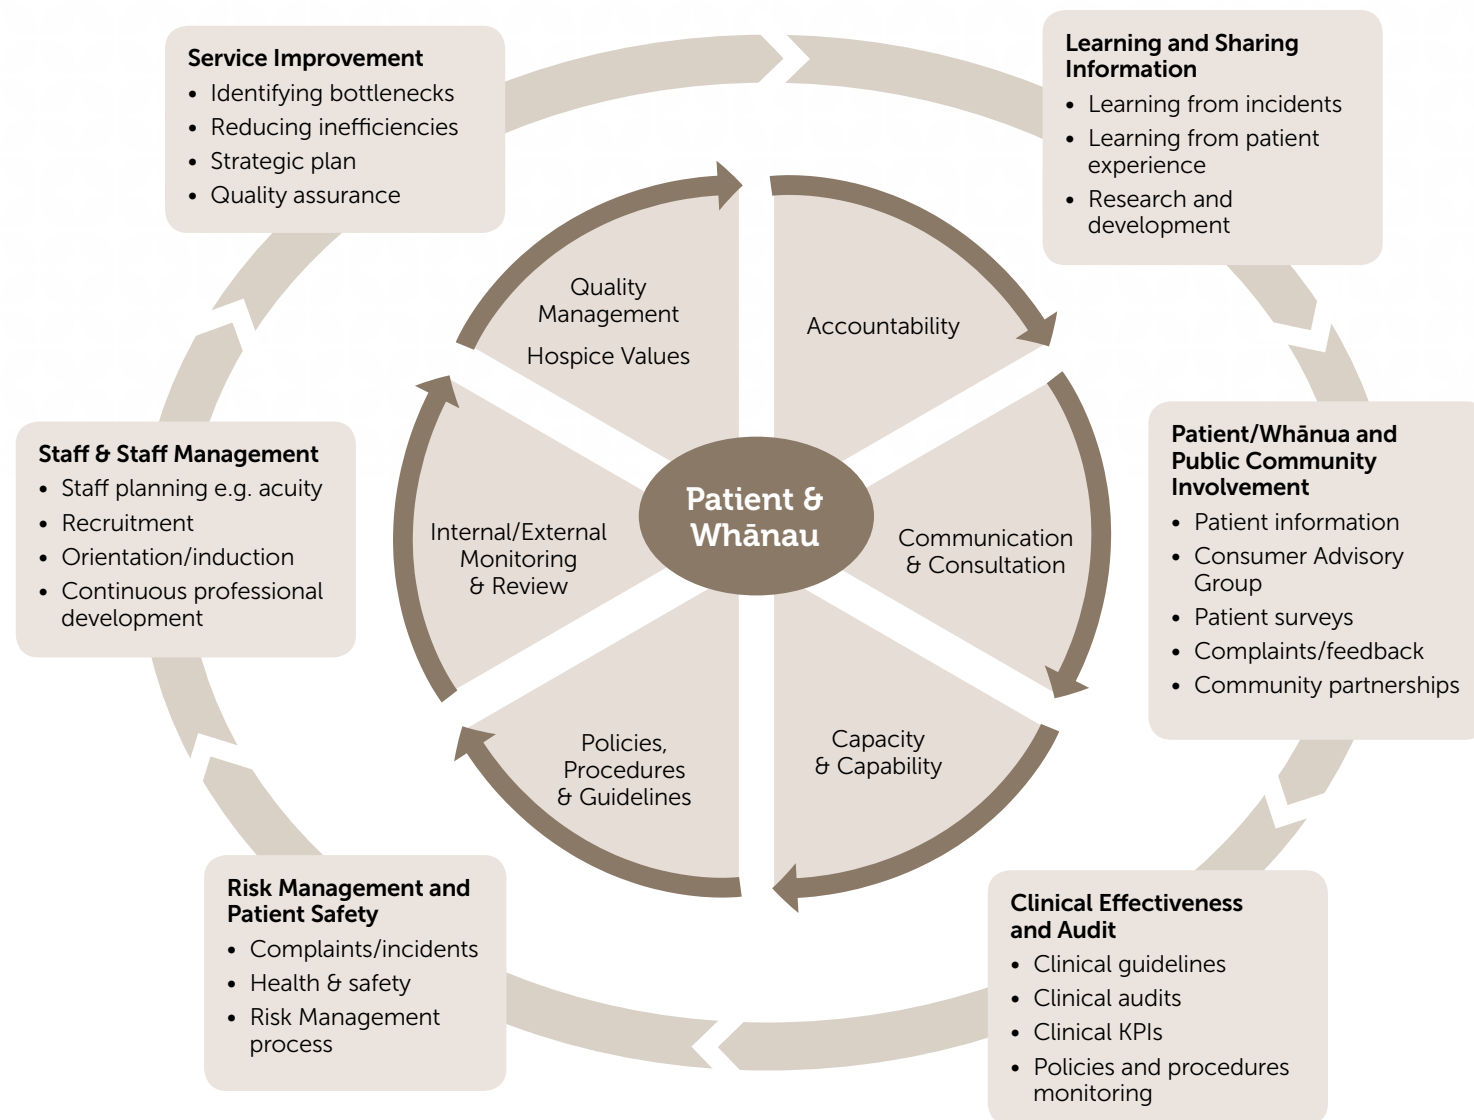 Service Improvement
• Identifying bottlenecks
• Reducing inefficiencies
• Strategic plan
• Quality assurance
Learning and Sharing
Information
• Learning from incidents
• Learning from patient
experience
• Research and
development
Patient/Whānua and
Public Community
Involvement
• Patient information
• Consumer Advisory
Group
• Patient surveys
• Complaints/feedback
• Community partnerships
Clinical Effectiveness
and Audit
• Clinical guidelines
• Clinical audits
• Clinical KPIs
• Policies and procedures
monitoring
Risk Management and
Patient Safety
• Complaints/incidents
• Health & safety
• Risk Management
process
Staff & Staff Management
• Staff planning e.g. acuity
• Recruitment
• Orientation/induction
• Continuous professional
development
Quality
Management
Hospice Values
Accountability
Communication
& Consultation
Capacity
& Capability
Policies,
Procedures
& Guidelines
Internal/External
Monitoring
& Review
Patient &
Whānau